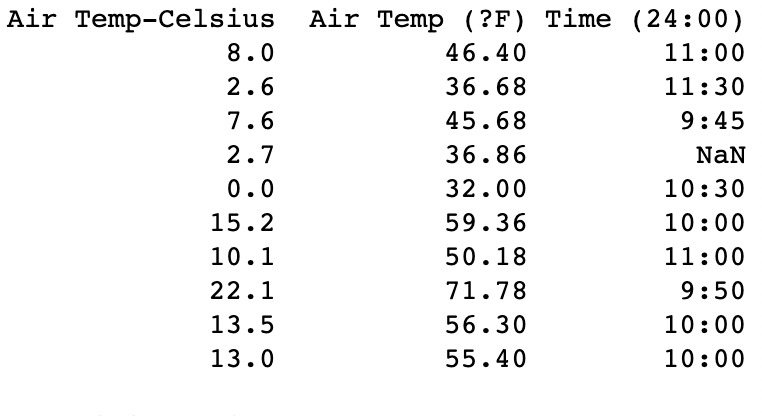 Air Temp-Celsius Air Temp (?F) Time (24:00)
8.0 46.40 11:00
2.6 36.68 11:30
7.6 45.68 9:45
2.7 36.86 NaN
0.0 32.00 10:30
15.2 59.36 10:00
10.1 50.18 11:00
22.1 71.78 9:50
13.5 56.30 10:00
13.0 55.40 10:00